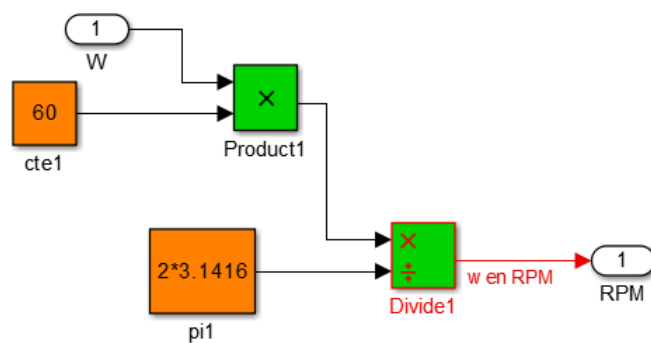 1
W
60
cte1
×
Product1
2*3.1416
pi1
×
÷
Divide1
w en RPM
1
RPM